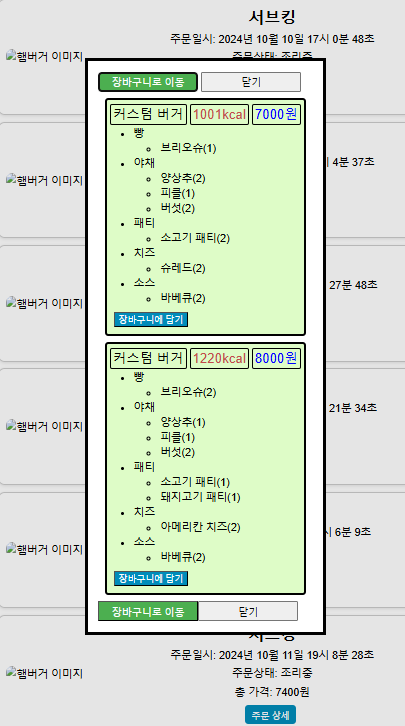 서브킹
주문일시: 2024년 10월 10일 17시 0분 48초
주문상태: 조리중
햄버거 이미지
장바구니로 이동 닫기
커스텀 버거 1001kcal 7000원
빵
브리오슈(1)
야채
양상추(2)
피클(1)
버섯(2)
패티
소고기 패티(2)
치즈
슈레드(2)
소스
바베큐(2)
장바구니에 담기
커스텀 버거 1220kcal 8000원
빵
브리오슈(2)
야채
양상추(1)
피클(1)
버섯(2)
패티
소고기 패티(1)
돼지고기 패티(1)
치즈
아메리칸 치즈(2)
소스
바베큐(2)
장바구니에 담기
장바구니로 이동 닫기
햄버거 이미지
4분 37초
햄버거 이미지
27분 48초
햄버거 이미지
21분 34초
햄버거 이미지
6분 9초
서브킹
주문일시: 2024년 10월 11일 19시 8분 28초
햄버거 이미지
주문상태: 조리중
총 가격: 7400원
주문 상세